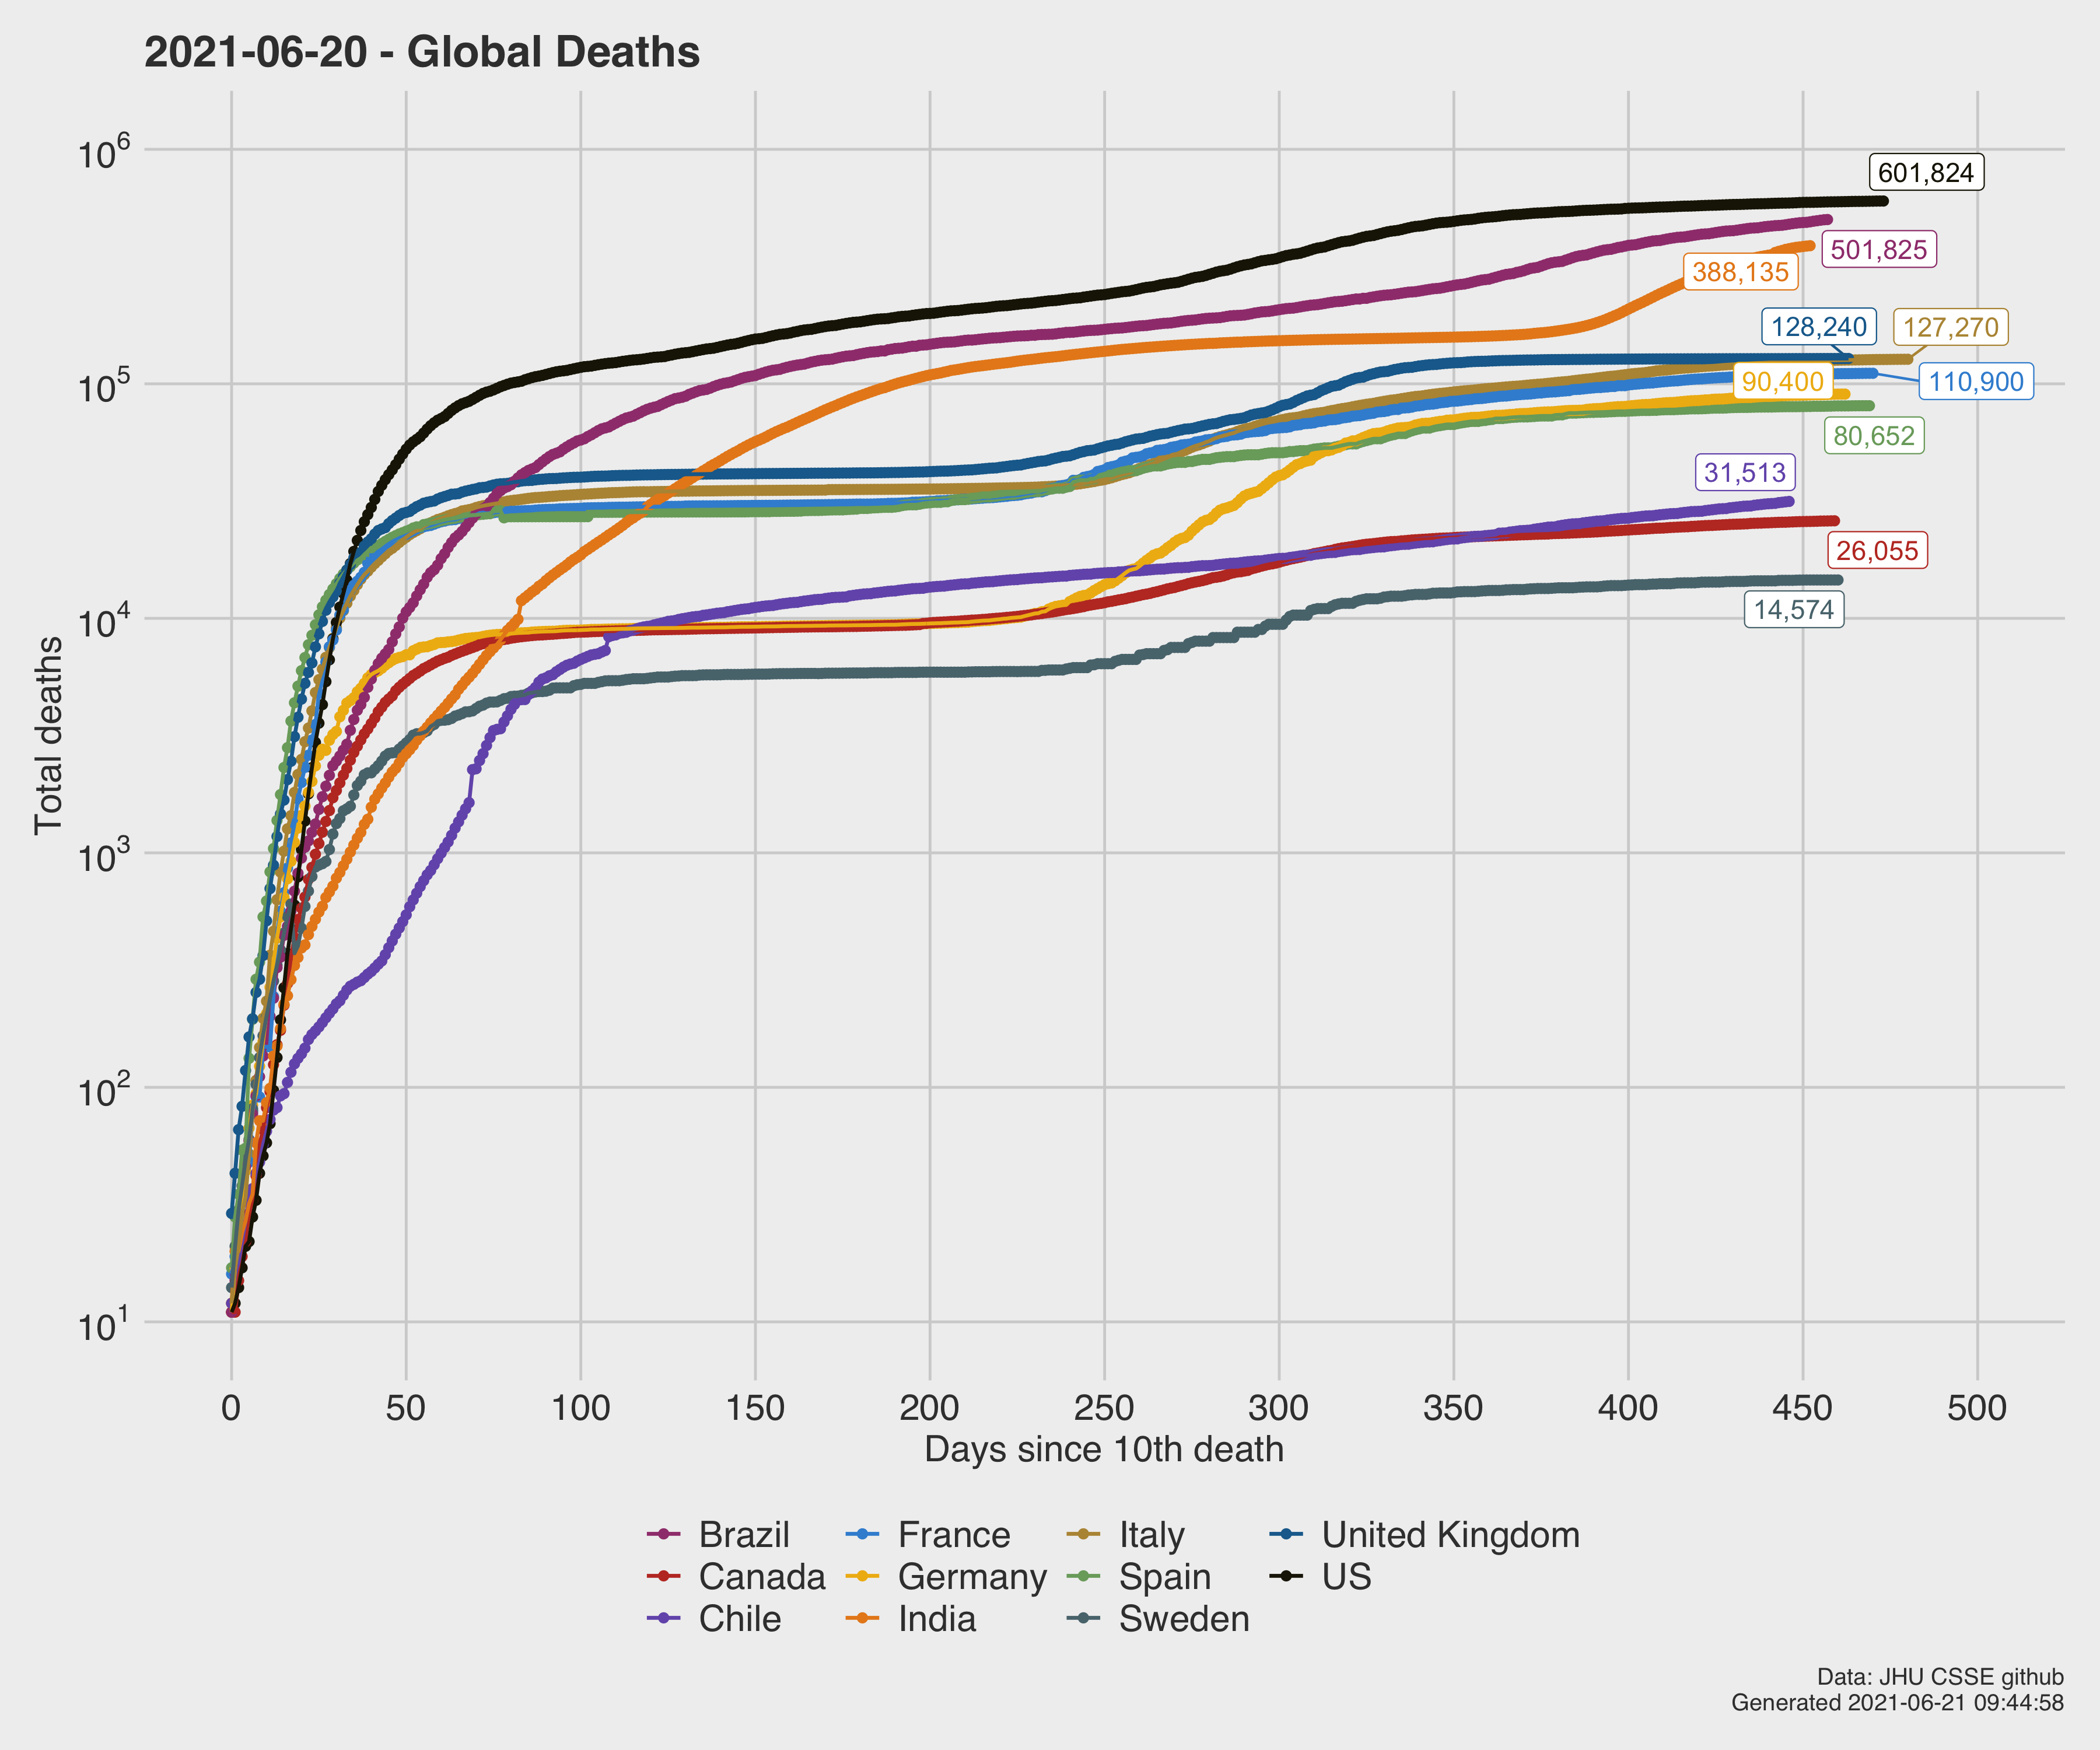 2021-06-20 - Global Deaths
10^6
10^5
10^4
10^3
10^2
10^1
Total deaths
601,824
501,825
388,135
128,240
127,270
90,400
110,900
80,652
31,513
26,055
14,574
0 50 100 150 200 250 300 350 400 450 500
Days since 10th death
Brazil France Italy United Kingdom
Canada Germany Spain US
Chile India Sweden
Data: JHU CSSE github
Generated 2021-06-21 09:44:58